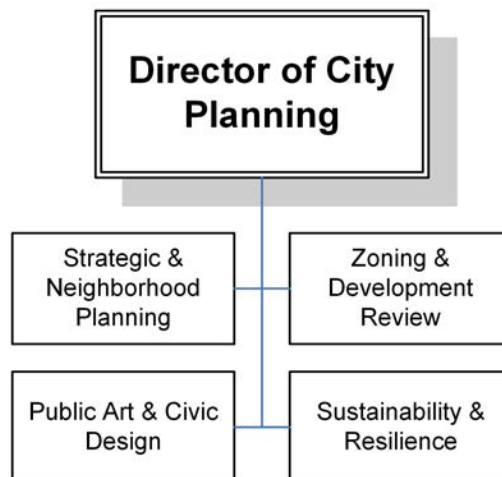 Director of City
Planning
Strategic &
Neighborhood
Planning
Zoning &
Development
Review
Public Art & Civic
Design
Sustainability &
Resilience